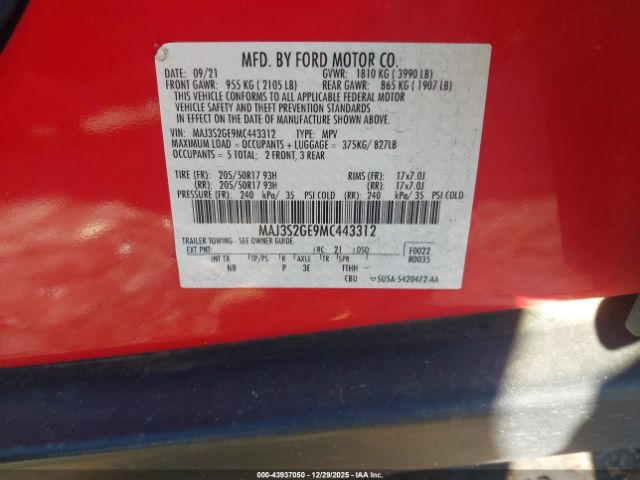 MFD. BY FORD MOTOR CO.
DATE: 09/21 GVWR: 1810 KG ( 3990 LB)
FRONT GAWR: 955 KG ( 2105 LB) REAR GAWR: 865 KG ( 1907 LB)
THIS VEHICLE CONFORMS TO ALL APPLICABLE FEDERAL MOTOR
VEHICLE SAFETY AND THEFT PREVENTION STANDARDS
IN EFFECT ON THE DATE OF MANUFACTURE SHOWN ABOVE.
VIN: MAJ3S2GE9MC443312 TYPE: MPV
MAXIMUM LOAD = OCCUPANTS + LUGGAGE = 375KG/ 827LB
OCCUPANTS = 5 TOTAL; 2 FRONT, 3 REAR
TIRE (FR): 205/50R17 93H RIMS (FR): 17x7.0J
(RR): 205/50R17 93H (RR): 17x7.0J
PRESSURE (FR): 240 kPa/ 35 PSI COLD (RR): 240 kPa/ 35 PSI COLD
MAJ3S2GE9MC443312
TRAILER TOWING - SEE OWNER GUIDE
EXT PNT: RC: 21 DSO: F0022
R0035
INT TR TP/PS R AXLE TR SPR
NB P 3E TTHH
CBU SU5A-5420472-AA
00-43937050 | 12/29/2025 | IAA, Inc.